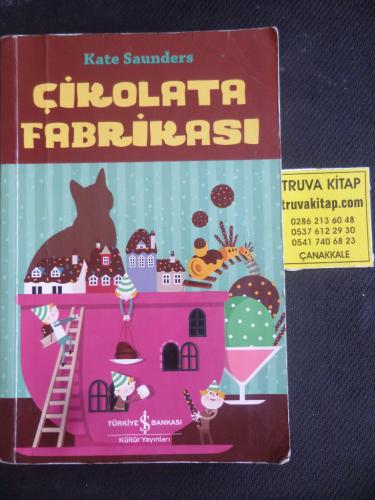 Kate Saunders
ÇİKOLATA
FABRİKASI
TRUVA KİTAP
truvakitap.com
0286 213 60 48
0537 612 29 30
0541 740 68 23
ÇANAKKALE
TÜRKİYE İŞ BANKASI
Kültür Yayınları